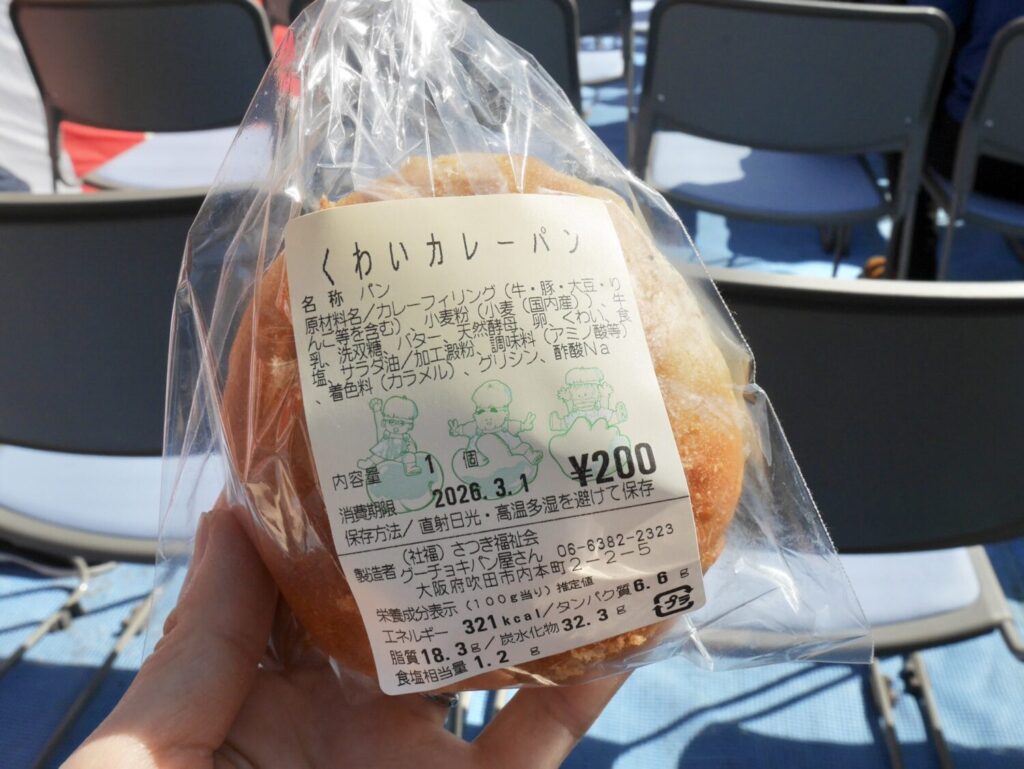 くわいカレーパン
名 称 パン
原材料名/カレーフィリング(牛・豚・大豆・り
んご等を含む)、小麦粉(小麦(国内産))、牛
乳、洗双糖、バター、天然酵母、卵、くわい、食
塩、サラダ油/加工澱粉、調味料(アミノ酸等)
、着色料(カラメル)、グリシン、酢酸Na
内容量 1 個 ¥200
消費期限 2026.3.1
保存方法/直射日光・高温多湿を避けて保存
製造者 (社福)さつき福祉会
グーチョキパン屋さん 06-6382-2323
大阪府吹田市内本町2-2-5
栄養成分表示(100g当り)推定値
エネルギー 321kcal/タンパク質6.6g
脂質18.3g/炭水化物32.3g
食塩相当量1.2g
プラ